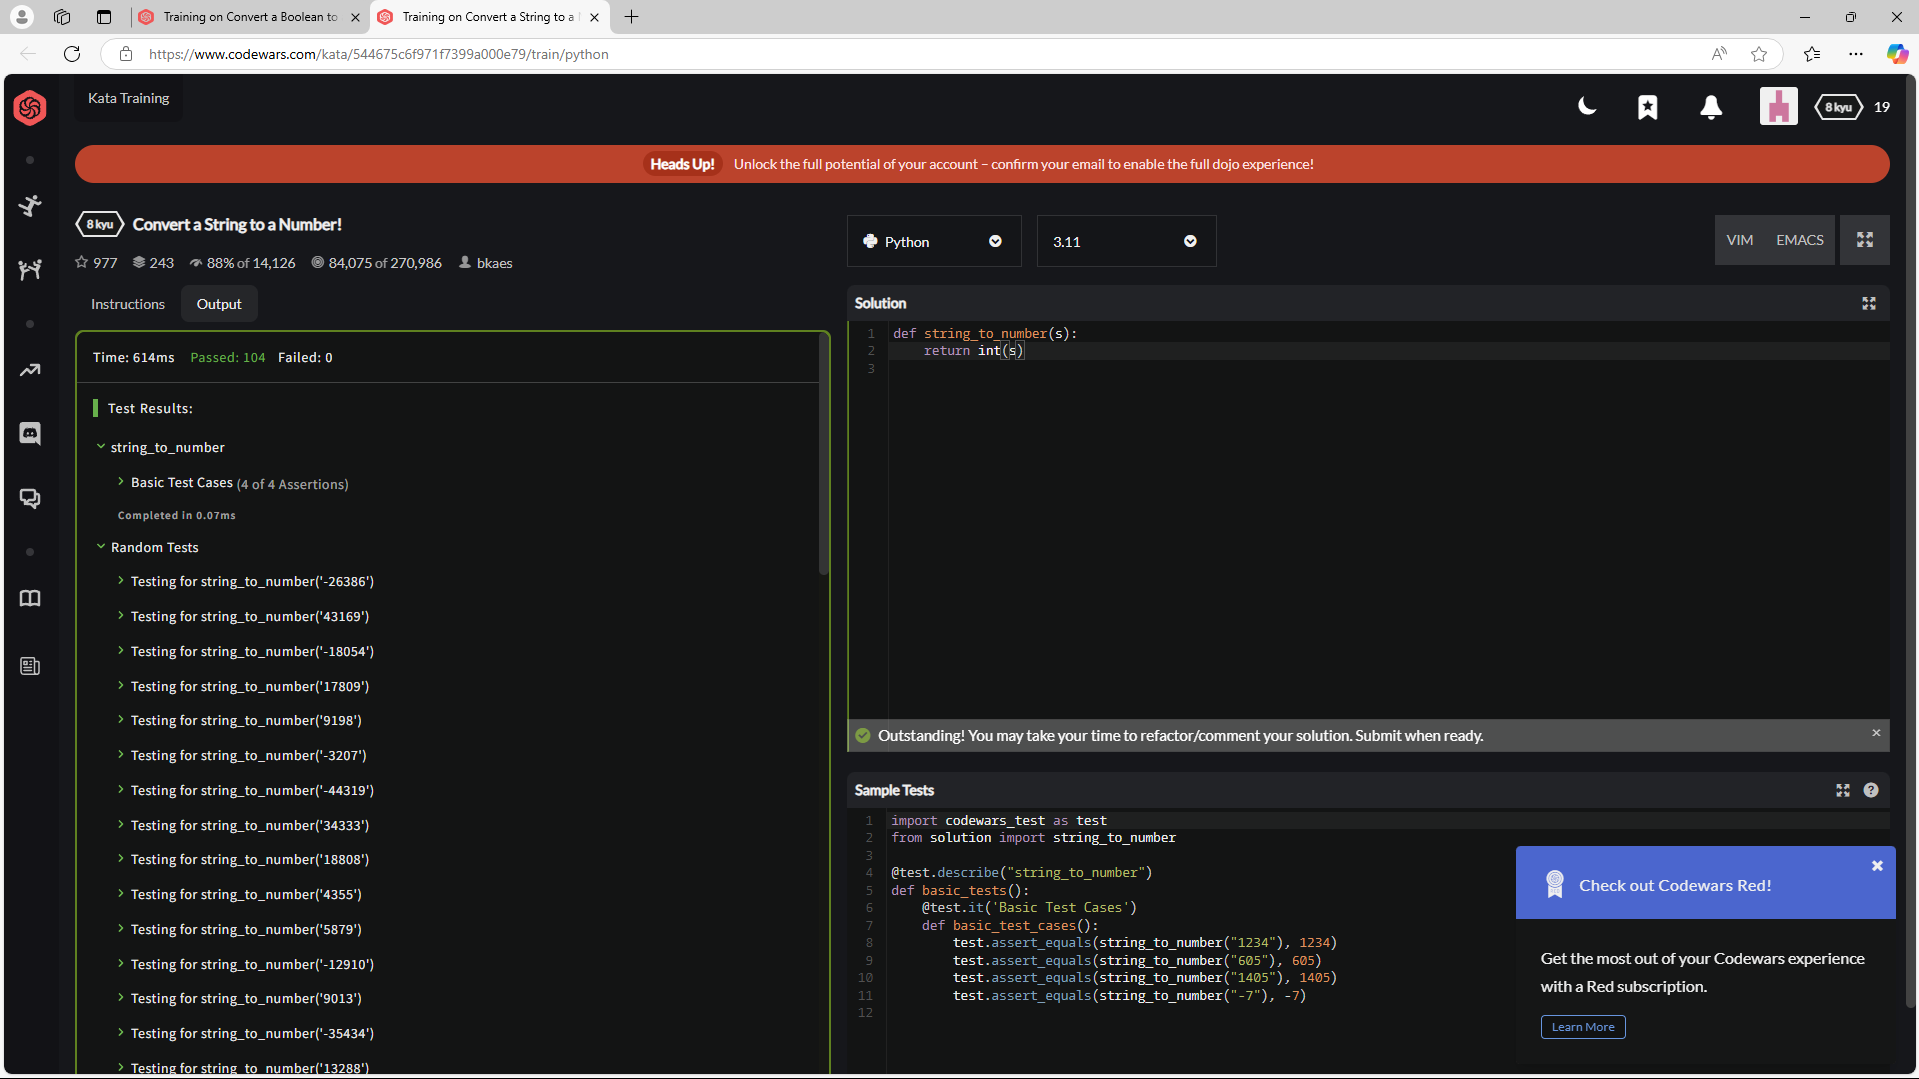 Training on Convert a Boolean to
Training on Convert a String to a
https://www.codewars.com/kata/544675c6f971f7399a000e79/train/python
Kata Training
8 kyu
19
Heads Up! Unlock the full potential of your account – confirm your email to enable the full dojo experience!
8 kyu Convert a String to a Number!
977 243 88% of 14,126 84,075 of 270,986 bkaes
Instructions
Output
Time: 614ms Passed: 104 Failed: 0
Test Results:
string_to_number
Basic Test Cases (4 of 4 Assertions)
Completed in 0.07ms
Random Tests
Testing for string_to_number('-26386')
Testing for string_to_number('43169')
Testing for string_to_number('-18054')
Testing for string_to_number('17809')
Testing for string_to_number('9198')
Testing for string_to_number('-3207')
Testing for string_to_number('-44319')
Testing for string_to_number('34333')
Testing for string_to_number('18808')
Testing for string_to_number('4355')
Testing for string_to_number('5879')
Testing for string_to_number('-12910')
Testing for string_to_number('9013')
Testing for string_to_number('-35434')
Testing for string_to_number('13288')
Python
3.11
VIM
EMACS
Solution
1 def string_to_number(s):
2 return int(s)
3
Outstanding! You may take your time to refactor/comment your solution. Submit when ready.
Sample Tests
1 import codewars_test as test
2 from solution import string_to_number
3
4 @test.describe("string_to_number")
5 def basic_tests():
6 @test.it('Basic Test Cases')
7 def basic_test_cases():
8 test.assert_equals(string_to_number("1234"), 1234)
9 test.assert_equals(string_to_number("605"), 605)
10 test.assert_equals(string_to_number("1405"), 1405)
11 test.assert_equals(string_to_number("-7"), -7)
12
Check out Codewars Red!
Get the most out of your Codewars experience
with a Red subscription.
Learn More